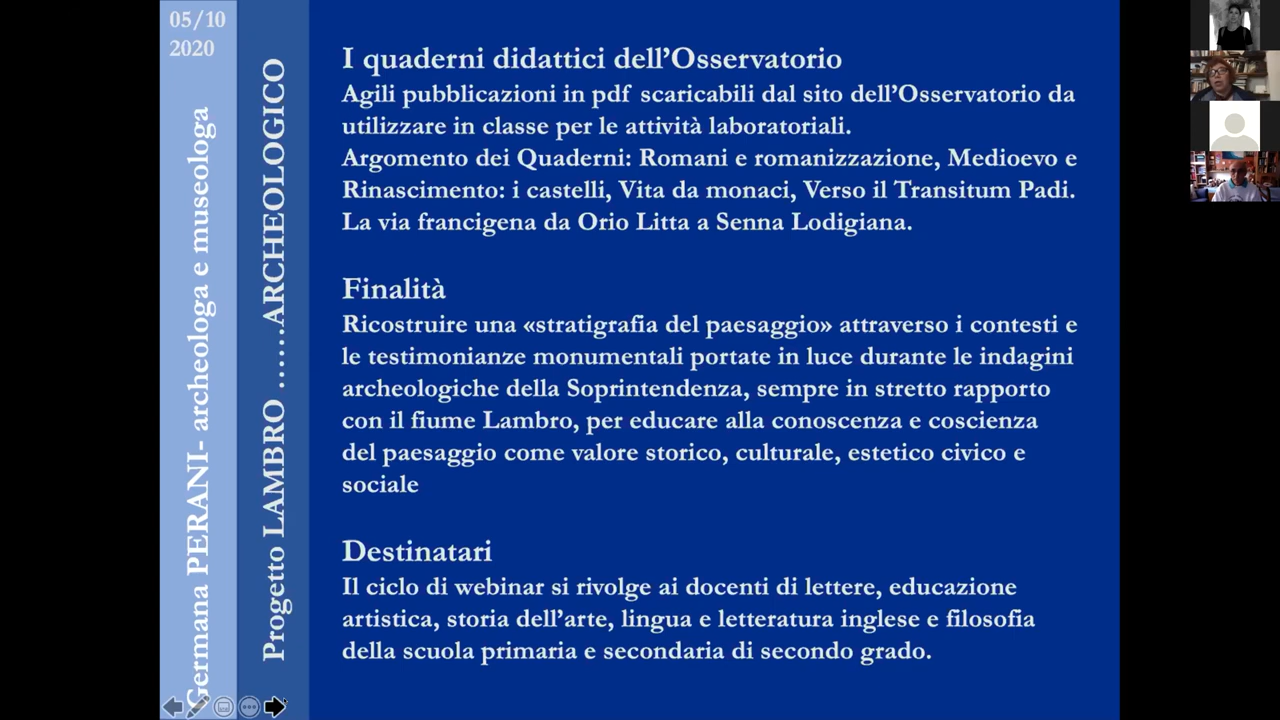 05/10
2020
Germana PERANI- archeologa e museologa
Progetto LAMBRO ……ARCHEOLOGICO
I quaderni didattici dell’Osservatorio
Agili pubblicazioni in pdf scaricabili dal sito dell’Osservatorio da
utilizzare in classe per le attività laboratoriali.
Argomento dei Quaderni: Romani e romanizzazione, Medioevo e
Rinascimento: i castelli, Vita da monaci, Verso il Transitum Padi.
La via francigena da Orio Litta a Senna Lodigiana.
Finalità
Ricostruire una «stratigrafia del paesaggio» attraverso i contesti e
le testimonianze monumentali portate in luce durante le indagini
archeologiche della Soprintendenza, sempre in stretto rapporto
con il fiume Lambro, per educare alla conoscenza e coscienza
del paesaggio come valore storico, culturale, estetico civico e
sociale
Destinatari
Il ciclo di webinar si rivolge ai docenti di lettere, educazione
artistica, storia dell’arte, lingua e letteratura inglese e filosofia
della scuola primaria e secondaria di secondo grado.